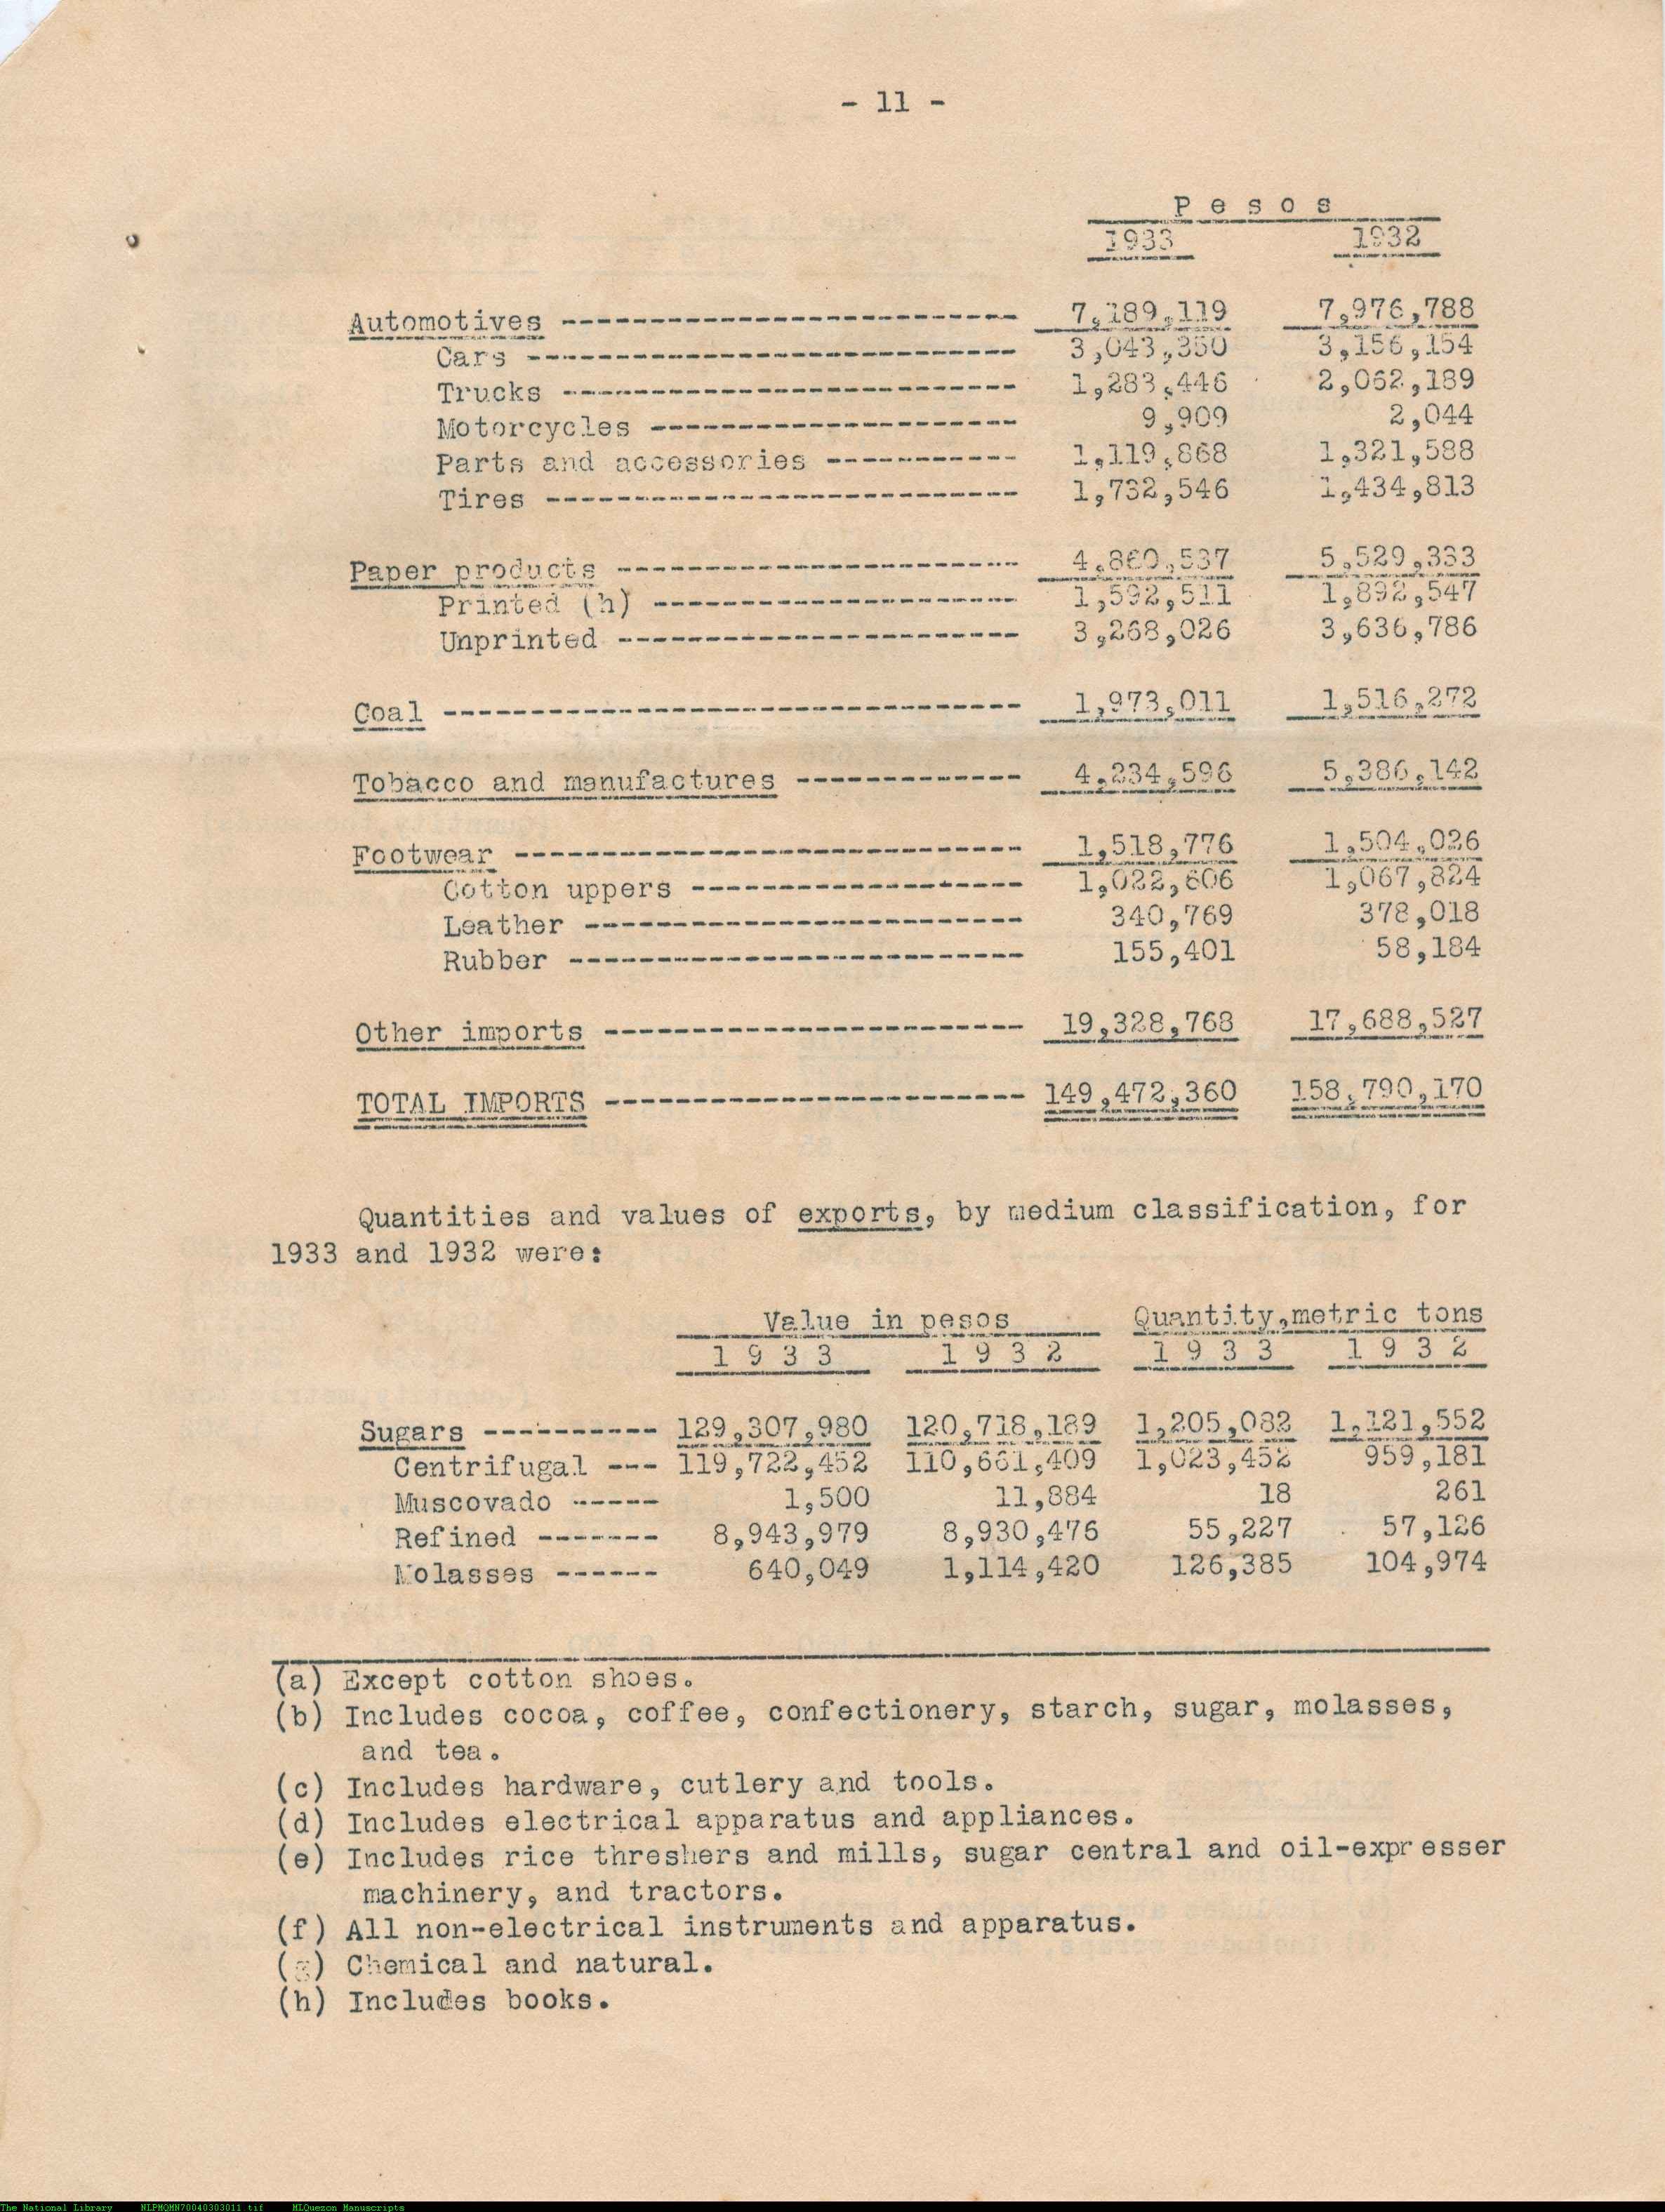 - 11 -
P e s o s
1933 1932
Automotives -------------------------- 7,189,119 7,976,788
Cars ---------------------------- 3,043,350 3,156,154
Trucks -------------------------- 1,283,446 2,062,189
Motorcycles --------------------- 9,909 2,044
Parts and accessories ----------- 1,119,868 1,321,588
Tires --------------------------- 1,732,546 1,434,813
Paper products ----------------------- 4,860,537 5,529,333
Printed (h) --------------------- 1,592,511 1,892,547
Unprinted ----------------------- 3,268,026 3,636,786
Coal --------------------------------- 1,973,011 1,516,272
Tobacco and manufactures ------------- 4,234,596 5,386,142
Footwear ----------------------------- 1,518,776 1,504,026
Cotton uppers ------------------- 1,022,606 1,067,824
Leather ------------------------- 340,769 378,018
Rubber -------------------------- 155,401 58,184
Other imports ------------------------ 19,328,768 17,688,527
TOTAL IMPORTS ------------------------ 149,472,360 158,790,170
Quantities and values of exports, by medium classification, for
1933 and 1932 were:
Value in pesos Quantity,metric tons
1 9 3 3 1 9 3 2 1 9 3 3 1 9 3 2
Sugars ---------- 129,307,980 120,718,189 1,205,082 1,121,552
Centrifugal --- 119,722,452 110,661,409 1,023,452 959,181
Muscovado ----- 1,500 11,884 18 261
Refined ------- 8,943,979 8,930,476 55,227 57,126
Molasses ------ 640,049 1,114,420 126,385 104,974
(a) Except cotton shoes.
(b) Includes cocoa, coffee, confectionery, starch, sugar, molasses,
and tea.
(c) Includes hardware, cutlery and tools.
(d) Includes electrical apparatus and appliances.
(e) Includes rice threshers and mills, sugar central and oil-expresser
machinery, and tractors.
(f) All non-electrical instruments and apparatus.
(g) Chemical and natural.
(h) Includes books.
The National Library NLPMQMN70040303011.tif MLQuezon Manuscripts